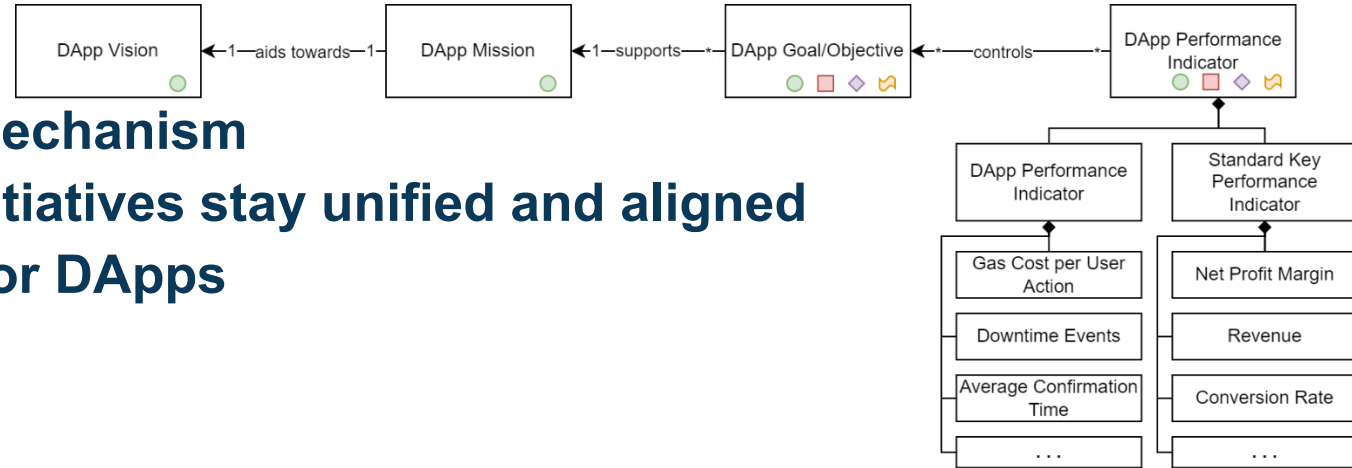 DApp Vision
1
aids towards
1
DApp Mission
1
supports
*
DApp Goal/Objective
*
controls
*
DApp Performance
Indicator
echanism
tiatives stay unified and aligned
or DApps
DApp Performance
Indicator
Gas Cost per User
Action
Downtime Events
Average Confirmation
Time
. . .
Standard Key
Performance
Indicator
Net Profit Margin
Revenue
Conversion Rate
. . .